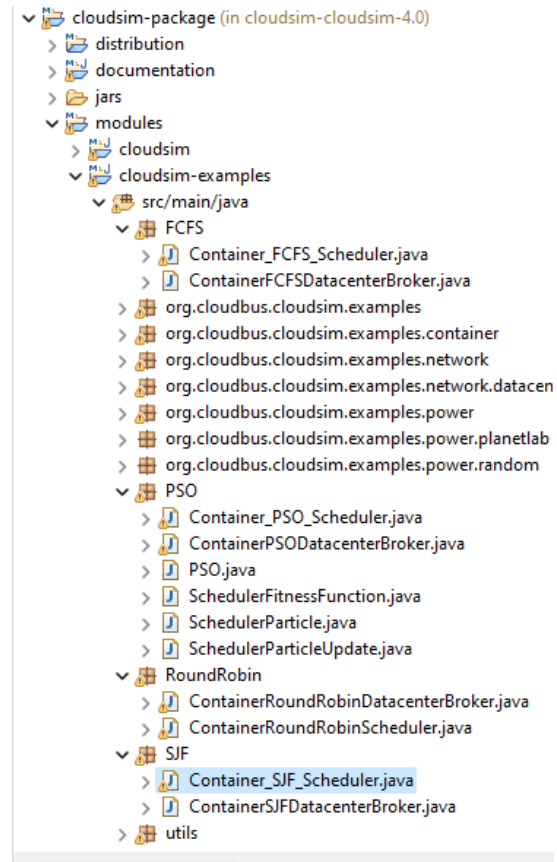 cloudsim-package (in cloudsim-cloudsim-4.0)
distribution
documentation
jars
modules
cloudsim
cloudsim-examples
src/main/java
FCFS
Container_FCFS_Scheduler.java
ContainerFCFSDatacenterBroker.java
org.cloudbus.cloudsim.examples
org.cloudbus.cloudsim.examples.container
org.cloudbus.cloudsim.examples.network
org.cloudbus.cloudsim.examples.network.datacen
org.cloudbus.cloudsim.examples.power
org.cloudbus.cloudsim.examples.power.planetlab
org.cloudbus.cloudsim.examples.power.random
PSO
Container_PSO_Scheduler.java
ContainerPSODatacenterBroker.java
PSO.java
SchedulerFitnessFunction.java
SchedulerParticle.java
SchedulerParticleUpdate.java
RoundRobin
ContainerRoundRobinDatacenterBroker.java
ContainerRoundRobinScheduler.java
SJF
Container_SJF_Scheduler.java
ContainerSJFDatacenterBroker.java
utils